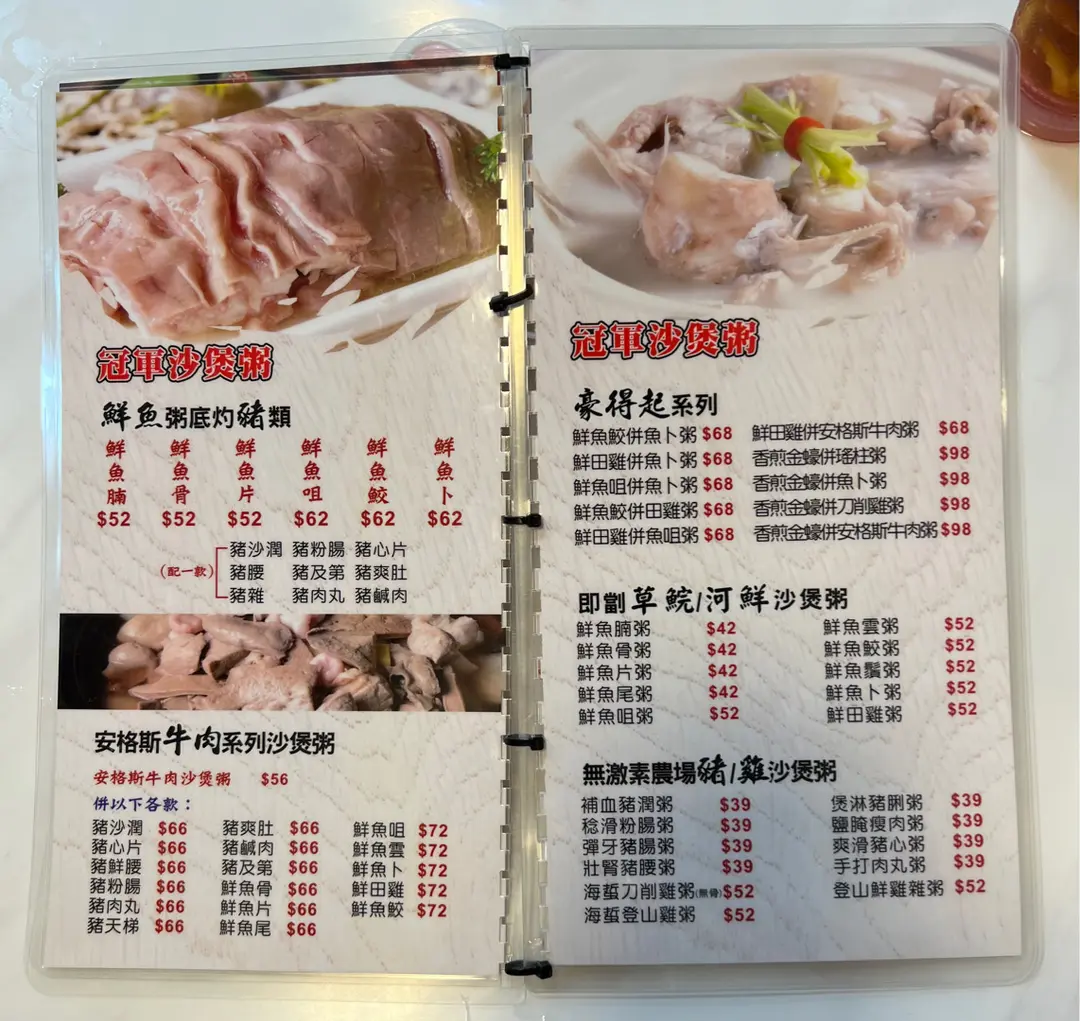 冠軍沙煲粥
鮮魚粥底灼豬類
鮮魚腩 鮮魚骨 鮮魚片 鮮魚咀 鮮魚鮫 鮮魚卜
$52 $52 $52 $62 $62 $62
豬沙潤 豬粉腸 豬心片
(配一款) 豬腰 豬及第 豬爽肚
豬雜 豬肉丸 豬鹹肉
安格斯牛肉系列沙煲粥
安格斯牛肉沙煲粥 $56
併以下各款：
豬沙潤 $66 豬爽肚 $66 鮮魚咀 $72
豬心片 $66 豬鹹肉 $66 鮮魚雲 $72
豬鮮腰 $66 豬及第 $66 鮮魚卜 $72
豬粉腸 $66 鮮魚骨 $66 鮮田雞 $72
豬肉丸 $66 鮮魚片 $66 鮮魚鮫 $72
豬天梯 $66 鮮魚尾 $66
冠軍沙煲粥
豪得起系列
鮮魚鮫併魚卜粥 $68 鮮田雞併安格斯牛肉粥 $68
鮮田雞併魚卜粥 $68 香煎金蠔併瑤柱粥 $98
鮮魚咀併魚卜粥 $68 香煎金蠔併魚卜粥 $98
鮮魚鮫併田雞粥 $68 香煎金蠔併刀削雞粥 $98
鮮田雞併魚咀粥 $68 香煎金蠔併安格斯牛肉粥 $98
即劏草鯇/河鮮沙煲粥
鮮魚腩粥 $42 鮮魚雲粥 $52
鮮魚骨粥 $42 鮮魚鮫粥 $52
鮮魚片粥 $42 鮮魚鬚粥 $52
鮮魚尾粥 $42 鮮魚卜粥 $52
鮮魚咀粥 $52 鮮田雞粥 $52
無激素農場豬/雞沙煲粥
補血豬潤粥 $39 煲淋豬脷粥 $39
稔滑粉腸粥 $39 鹽腌瘦肉粥 $39
彈牙豬腸粥 $39 爽滑豬心粥 $39
壯腎豬腰粥 $39 手打肉丸粥 $39
海蜇刀削雞粥(無骨) $52 登山鮮雞雜粥 $52
海蜇登山雞粥 $52